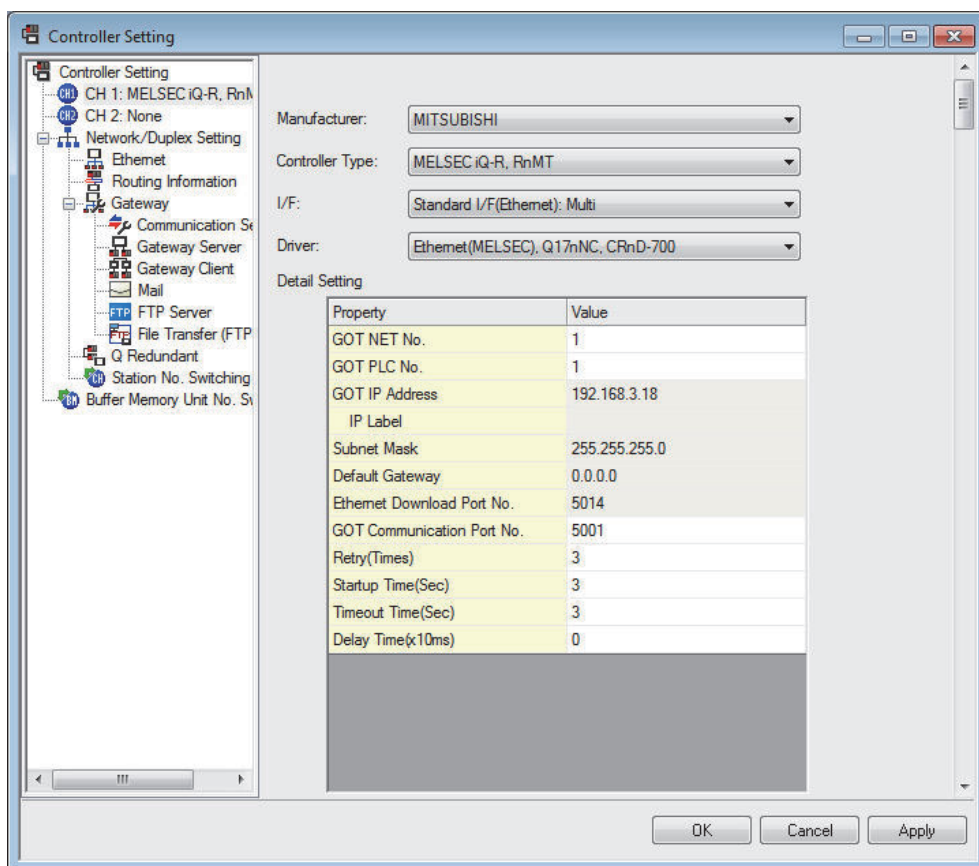 Controller Setting
Controller Setting
CH 1: MELSEC iQ-R, RnM
CH 2: None
Network/Duplex Setting
Ethernet
Routing Information
Gateway
Communication Se
Gateway Server
Gateway Client
Mail
FTP Server
File Transfer (FTP
Q Redundant
Station No. Switching
Buffer Memory Unit No. Sw
Manufacturer: MITSUBISHI
Controller Type: MELSEC iQ-R, RnMT
I/F: Standard I/F(Ethernet): Multi
Driver: Ethernet(MELSEC), Q17nNC, CRnD-700
Detail Setting
Property Value
GOT NET No. 1
GOT PLC No. 1
GOT IP Address 192.168.3.18
IP Label
Subnet Mask 255.255.255.0
Default Gateway 0.0.0.0
Ethernet Download Port No. 5014
GOT Communication Port No. 5001
Retry(Times) 3
Startup Time(Sec) 3
Timeout Time(Sec) 3
Delay Time(x10ms) 0
OK Cancel Apply